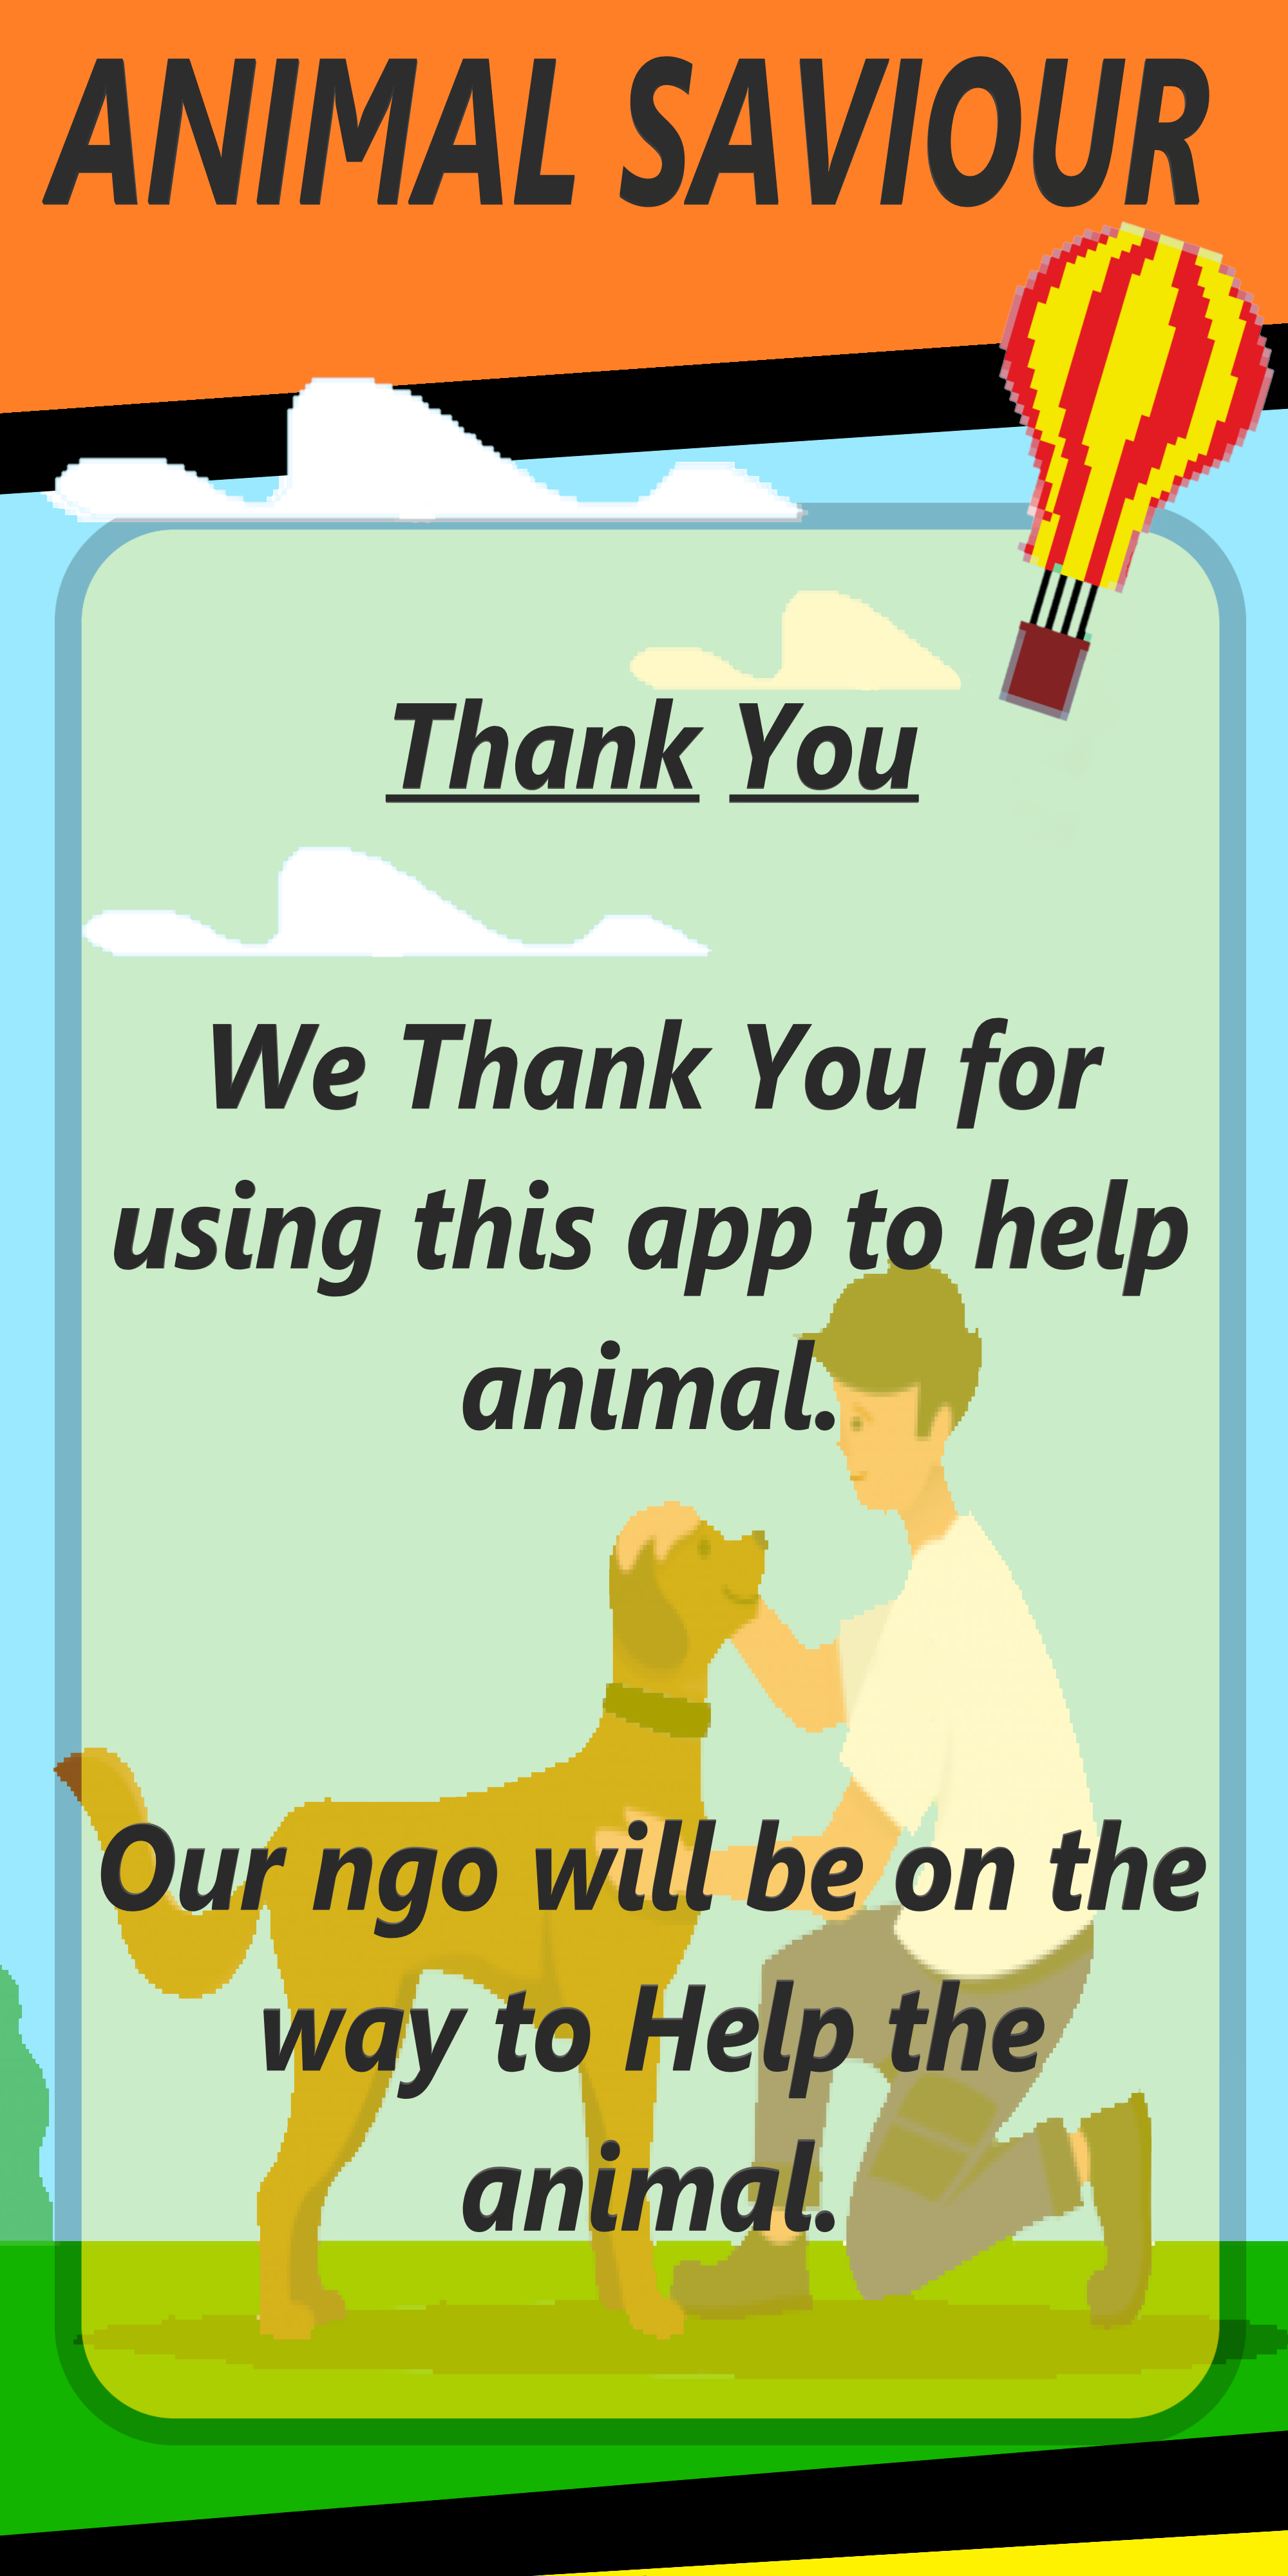 ANIMAL SAVIOUR
Thank You
We Thank You for
using this app to help
animal.
Our ngo will be on the
way to Help the
animal.